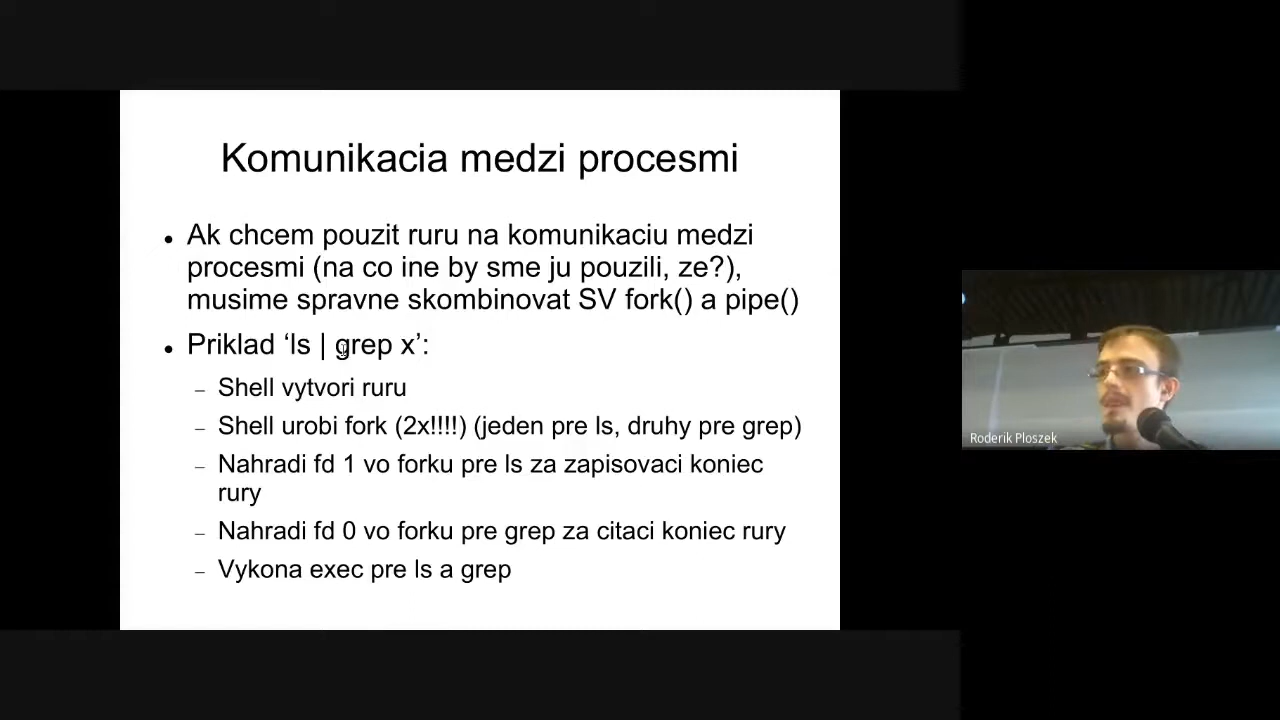 Komunikacia medzi procesmi
● Ak chcem pouzit ruru na komunikaciu medzi
procesmi (na co ine by sme ju pouzili, ze?),
musime spravne skombinovat SV fork() a pipe()
● Priklad ‘ls | grep x’:
– Shell vytvori ruru
– Shell urobi fork (2x!!!!) (jeden pre ls, druhy pre grep)
– Nahradi fd 1 vo forku pre ls za zapisovaci koniec
rury
– Nahradi fd 0 vo forku pre grep za citaci koniec rury
– Vykona exec pre ls a grep
Roderik Ploszek